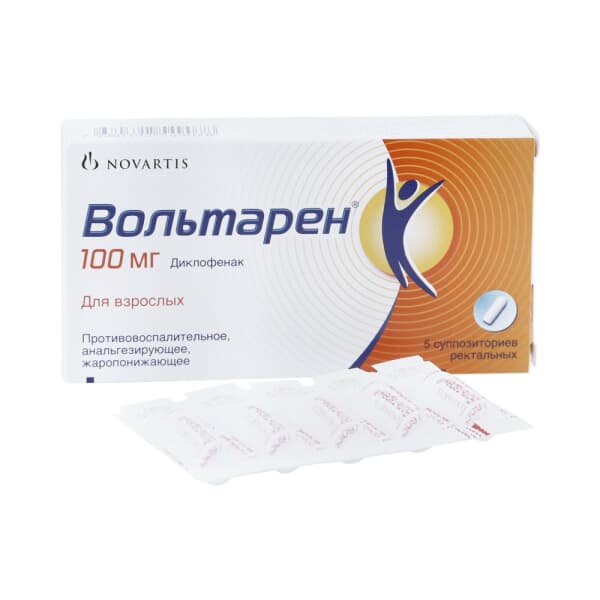 NOVARTIS
Вольтарен®
100 мг Диклофенак
Для взрослых
Противовоспалительное,
анальгезирующее,
жаропонижающее
5 суппозиториев
ректальных